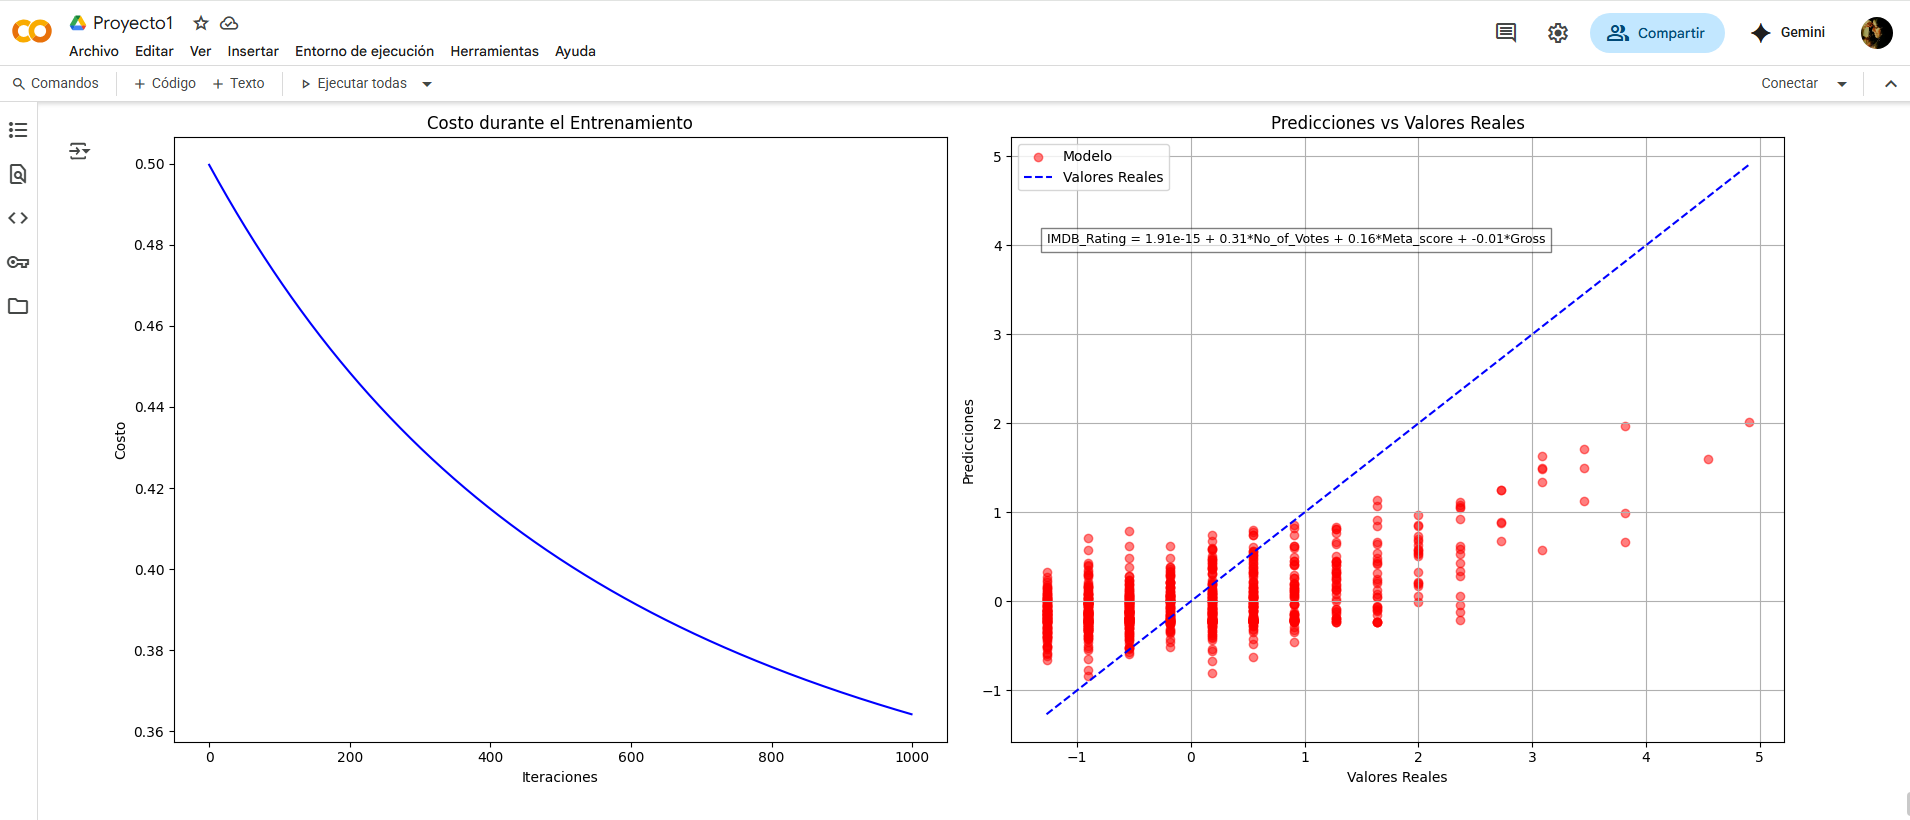 Proyecto1
Archivo Editar Ver Insertar Entorno de ejecución Herramientas Ayuda
Compartir
Gemini
Comandos + Código + Texto Ejecutar todas
Conectar
Costo durante el Entrenamiento
0.50
0.48
0.46
0.44
0.42
0.40
0.38
0.36
Costo
0 200 400 600 800 1000
Iteraciones
Predicciones vs Valores Reales
Modelo
Valores Reales
IMDB_Rating = 1.91e-15 + 0.31*No_of_Votes + 0.16*Meta_score + -0.01*Gross
5
4
3
2
1
0
−1
Predicciones
−1 0 1 2 3 4 5
Valores Reales